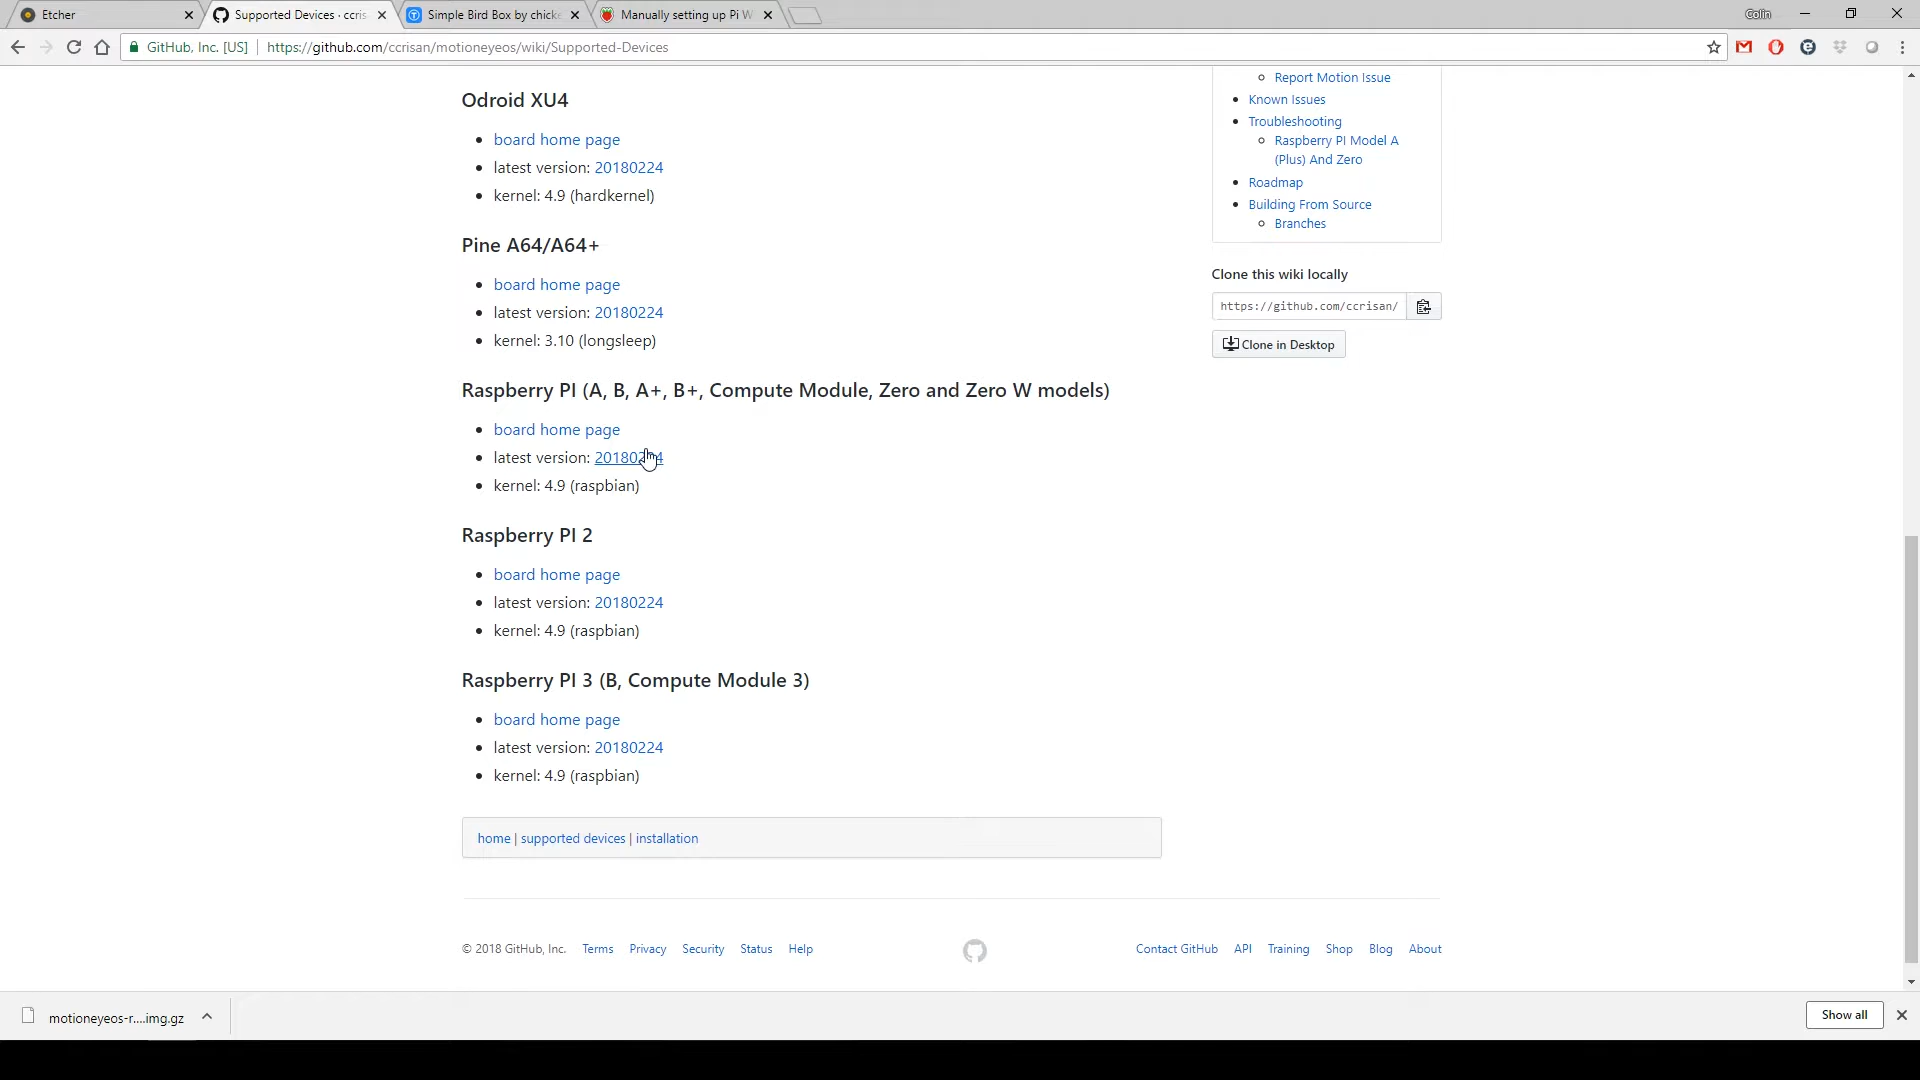 Etcher
Supported Devices · ccris
Simple Bird Box by chicke
Manually setting up Pi W
Colin
GitHub, Inc. [US]
https://github.com/ccrisan/motioneyeos/wiki/Supported-Devices
Odroid XU4
board home page
latest version: 20180224
kernel: 4.9 (hardkernel)
Pine A64/A64+
board home page
latest version: 20180224
kernel: 3.10 (longsleep)
Raspberry PI (A, B, A+, B+, Compute Module, Zero and Zero W models)
board home page
latest version: 20180224
kernel: 4.9 (raspbian)
Raspberry PI 2
board home page
latest version: 20180224
kernel: 4.9 (raspbian)
Raspberry PI 3 (B, Compute Module 3)
board home page
latest version: 20180224
kernel: 4.9 (raspbian)
home | supported devices | installation
Report Motion Issue
Known Issues
Troubleshooting
Raspberry PI Model A
(Plus) And Zero
Roadmap
Building From Source
Branches
Clone this wiki locally
https://github.com/ccrisan/
Clone in Desktop
© 2018 GitHub, Inc. Terms Privacy Security Status Help
Contact GitHub API Training Shop Blog About
motioneyeos-r....img.gz
Show all